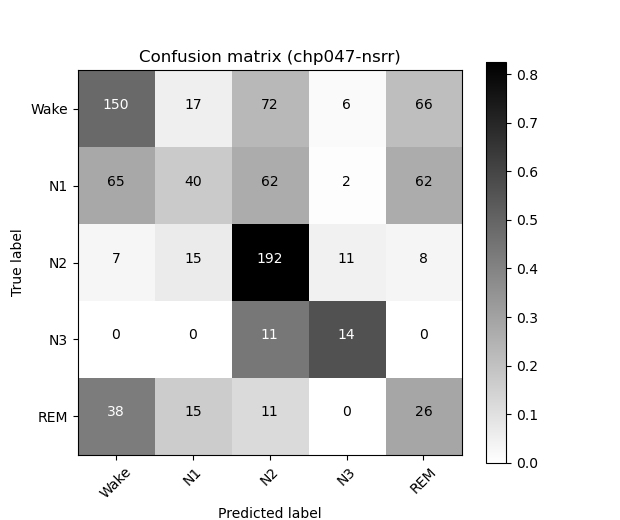 Confusion matrix (chp047-nsrr)
Wake 150 17 72 6 66
N1 65 40 62 2 62
N2 7 15 192 11 8
N3 0 0 11 14 0
REM 38 15 11 0 26
Wake N1 N2 N3 REM
Predicted label
True label
0.8
0.7
0.6
0.5
0.4
0.3
0.2
0.1
0.0